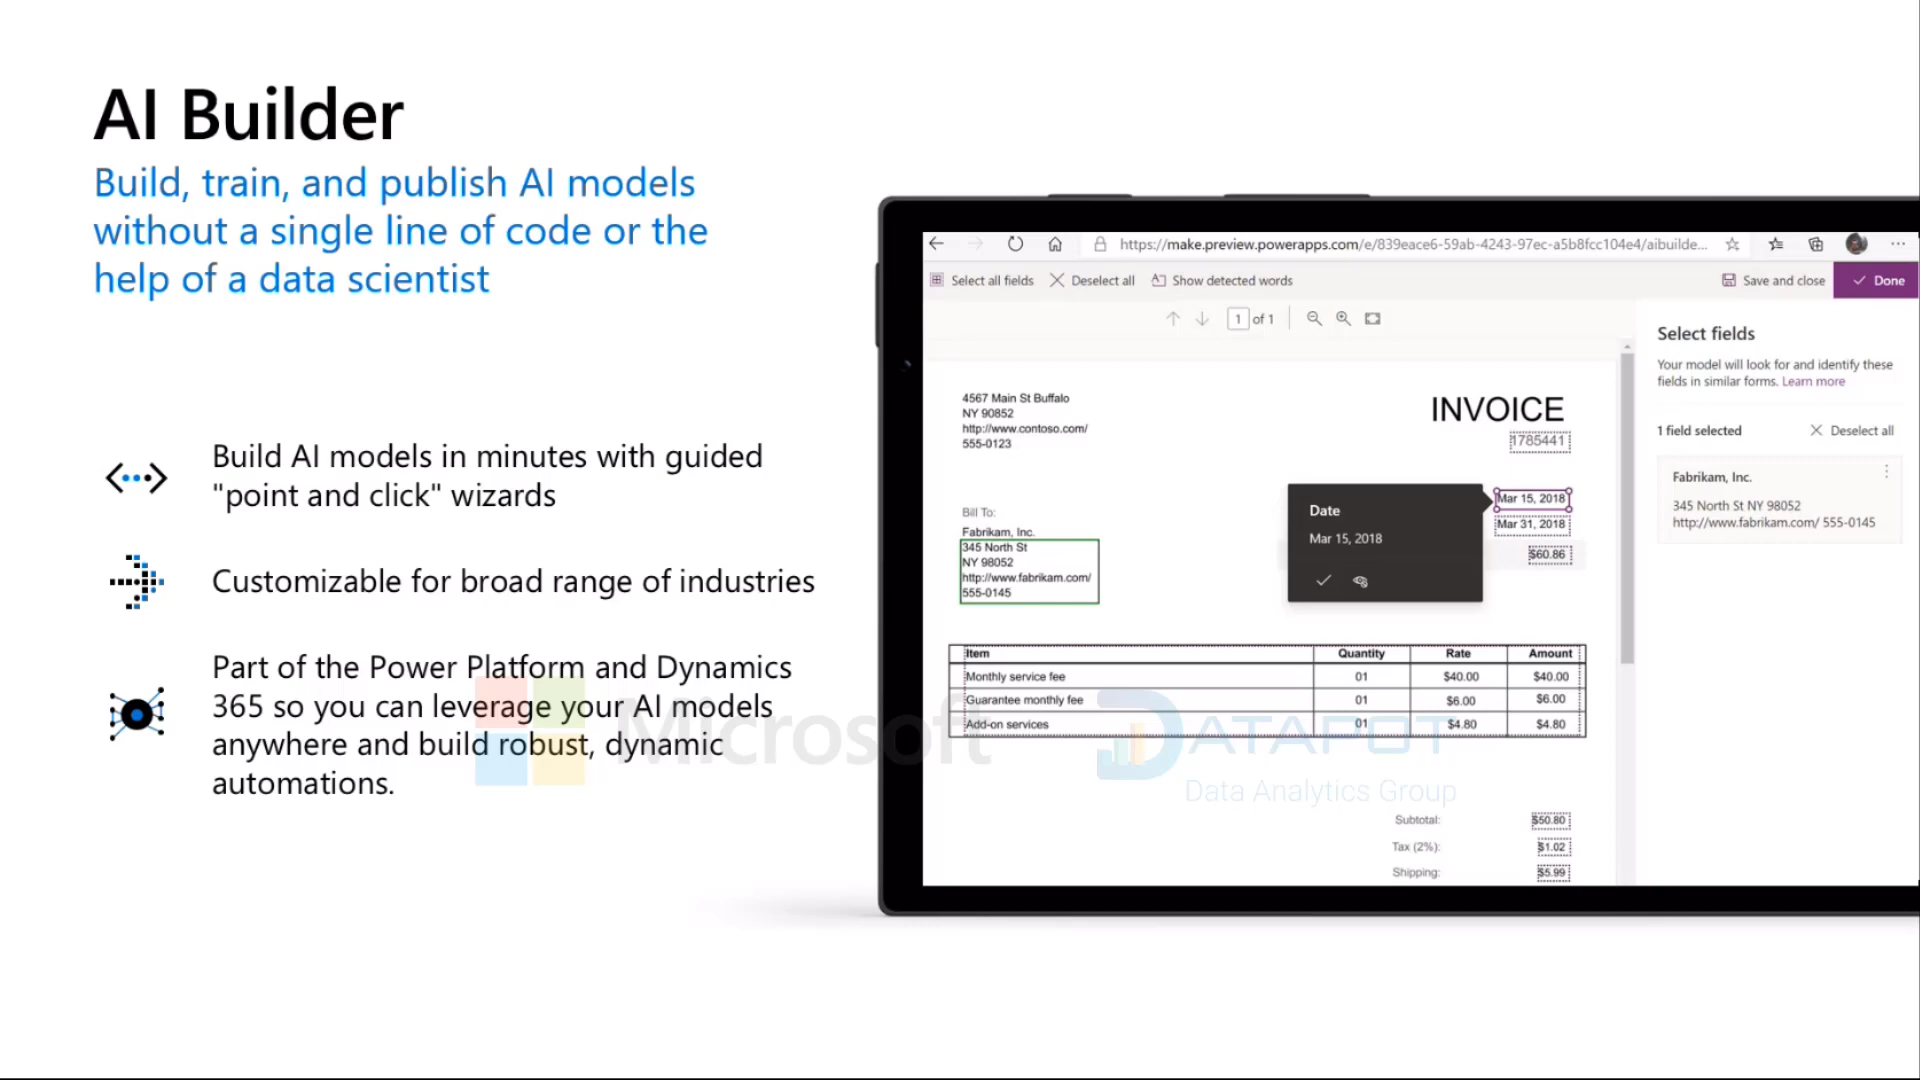 AI Builder
Build, train, and publish AI models
without a single line of code or the
help of a data scientist
Build AI models in minutes with guided
"point and click" wizards
Customizable for broad range of industries
Part of the Power Platform and Dynamics
365 so you can leverage your AI models
anywhere and build robust, dynamic
automations.
Microsoft
DATAPOT
Data Analytics Group
https://make.preview.powerapps.com/e/839eace6-59ab-4243-97ec-a5b8fcc104e4/aibuilde...
Select all fields Deselect all Show detected words Save and close Done
1 of 1
4567 Main St Buffalo
NY 90852
http://www.contoso.com/
555-0123
INVOICE
1785441
Bill To:
Fabrikam, Inc.
345 North St
NY 98052
http://www.fabrikam.com/
555-0145
Date
Mar 15, 2018
Mar 15, 2018
Mar 31, 2018
$60.86
Item Quantity Rate Amount
Monthly service fee 01 $40.00 $40.00
Guarantee monthly fee 01 $6.00 $6.00
Add-on services 01 $4.80 $4.80
Subtotal: $50.80
Tax (2%): $1.02
Shipping: $5.99
Select fields
Your model will look for and identify these
fields in similar forms. Learn more
1 field selected Deselect all
Fabrikam, Inc.
345 North St NY 98052
http://www.fabrikam.com/ 555-0145